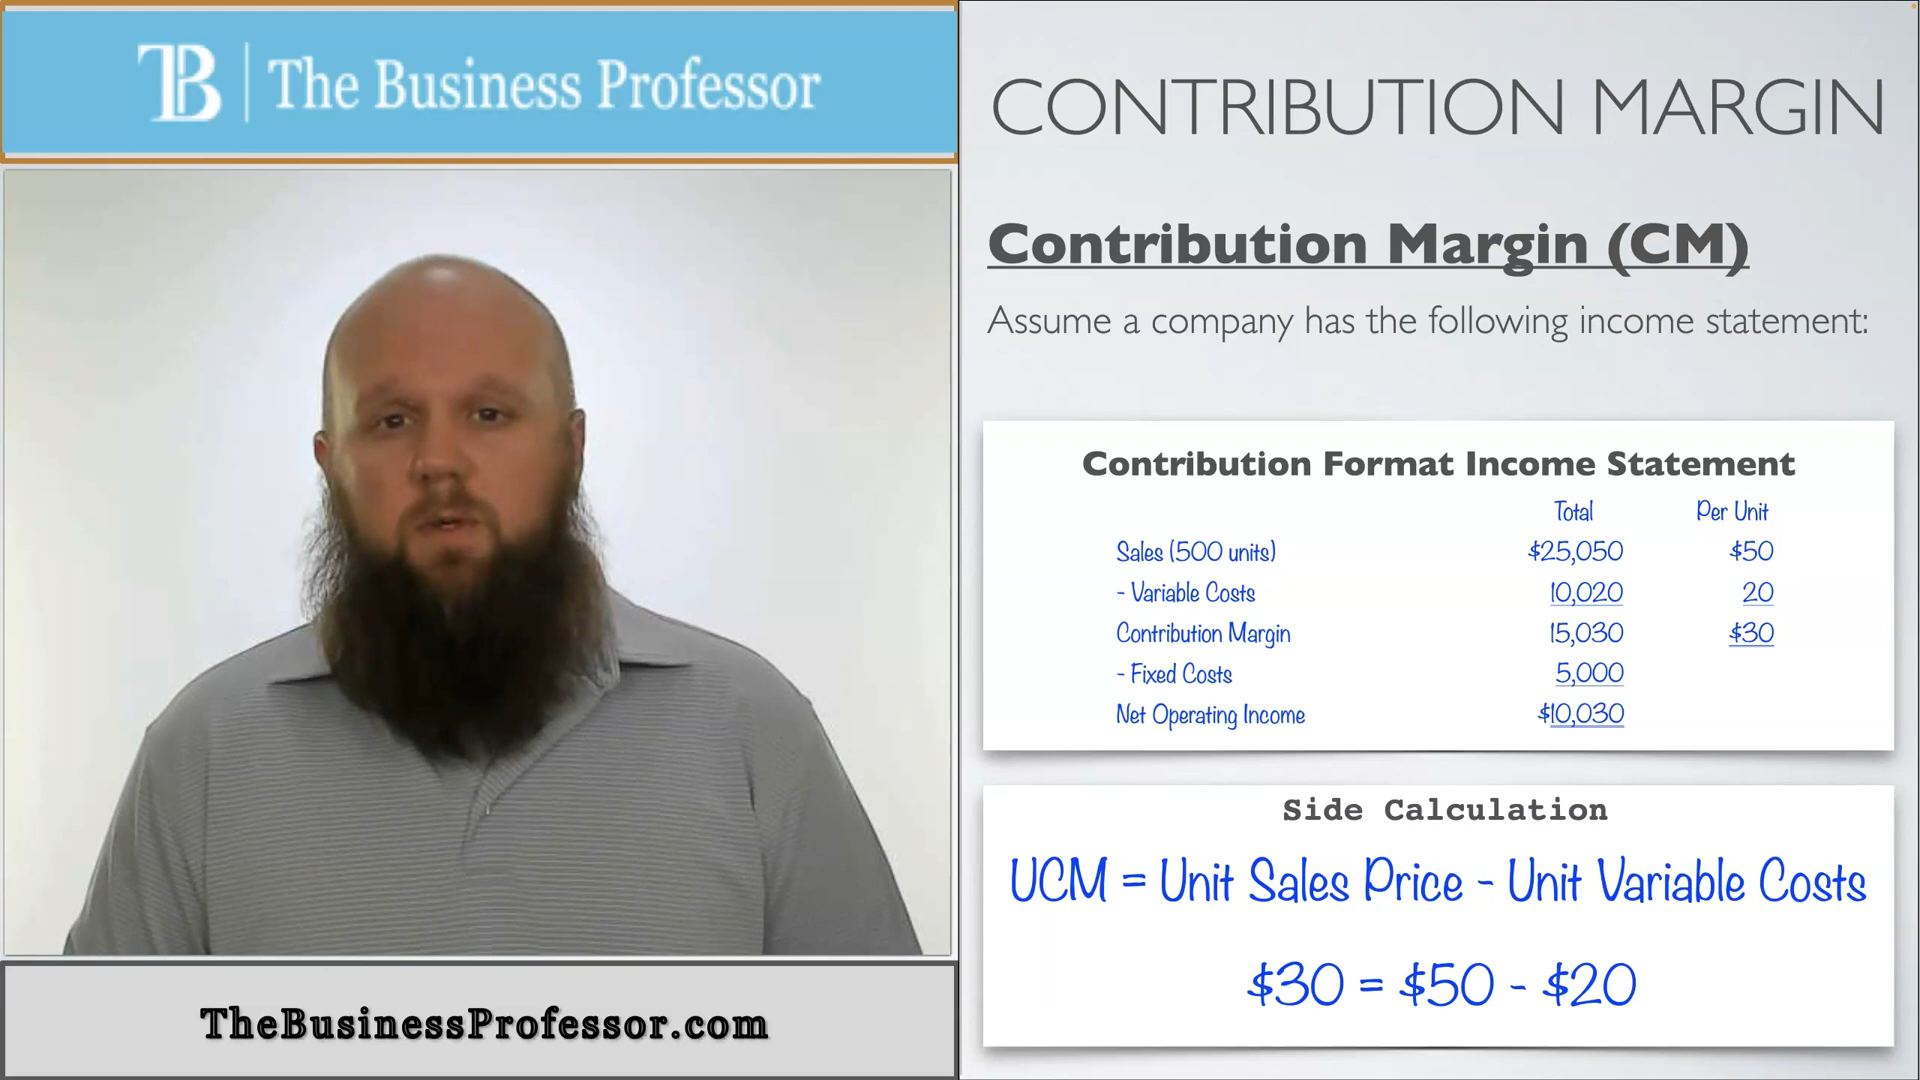 TB | The Business Professor
TheBusinessProfessor.com
CONTRIBUTION MARGIN
Contribution Margin (CM)
Assume a company has the following income statement:
Contribution Format Income Statement
Total Per Unit
Sales (500 units) $25,050 $50
- Variable Costs 10,020 20
Contribution Margin 15,030 $30
- Fixed Costs 5,000
Net Operating Income $10,030
Side Calculation
UCM = Unit Sales Price - Unit Variable Costs
$30 = $50 - $20